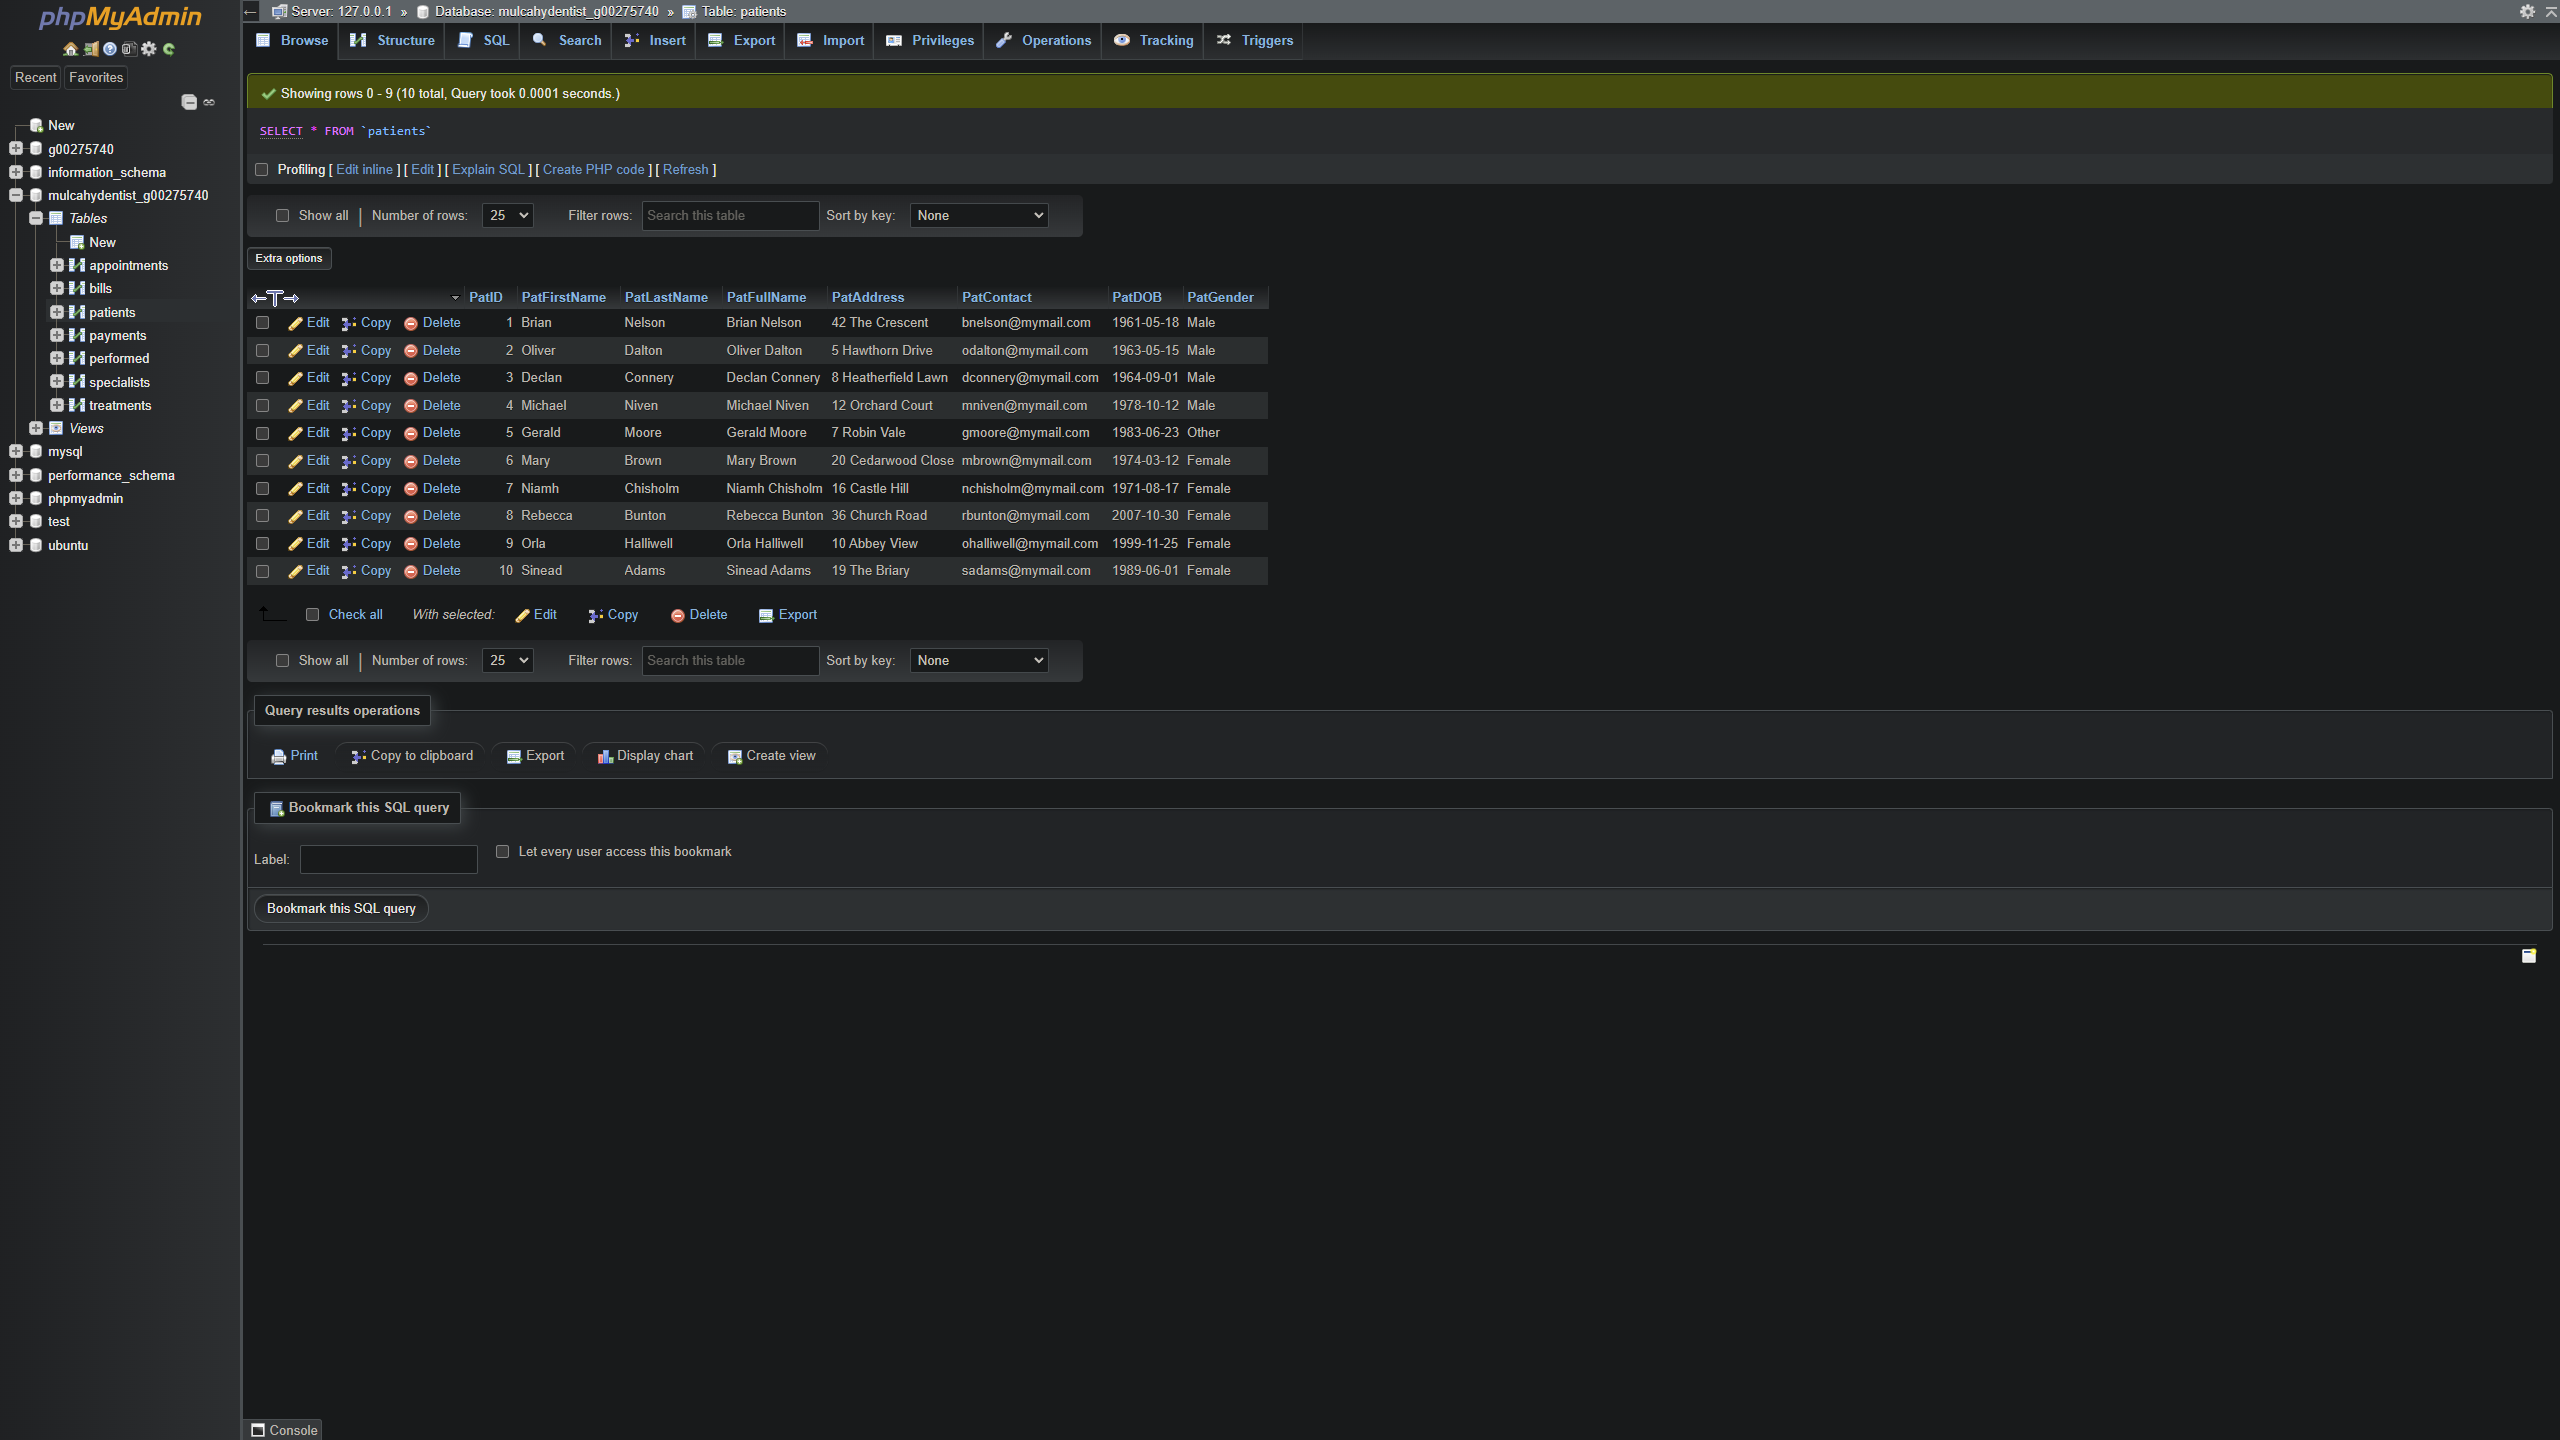 phpMyAdmin
Recent Favorites
New
g00275740
information_schema
mulcahydentist_g00275740
Tables
New
appointments
bills
patients
payments
performed
specialists
treatments
Views
mysql
performance_schema
phpmyadmin
test
ubuntu
Server: 127.0.0.1 » Database: mulcahydentist_g00275740 » Table: patients
Browse Structure SQL Search Insert Export Import Privileges Operations Tracking Triggers
Showing rows 0 - 9 (10 total, Query took 0.0001 seconds.)
SELECT * FROM `patients`
Profiling [ Edit inline ] [ Edit ] [ Explain SQL ] [ Create PHP code ] [ Refresh ]
Show all | Number of rows: 25 Filter rows: Search this table Sort by key: None
Extra options
PatID PatFirstName PatLastName PatFullName PatAddress PatContact PatDOB PatGender
Edit Copy Delete 1 Brian Nelson Brian Nelson 42 The Crescent bnelson@mymail.com 1961-05-18 Male
Edit Copy Delete 2 Oliver Dalton Oliver Dalton 5 Hawthorn Drive odalton@mymail.com 1963-05-15 Male
Edit Copy Delete 3 Declan Connery Declan Connery 8 Heatherfield Lawn dconnery@mymail.com 1964-09-01 Male
Edit Copy Delete 4 Michael Niven Michael Niven 12 Orchard Court mniven@mymail.com 1978-10-12 Male
Edit Copy Delete 5 Gerald Moore Gerald Moore 7 Robin Vale gmoore@mymail.com 1983-06-23 Other
Edit Copy Delete 6 Mary Brown Mary Brown 20 Cedarwood Close mbrown@mymail.com 1974-03-12 Female
Edit Copy Delete 7 Niamh Chisholm Niamh Chisholm 16 Castle Hill nchisholm@mymail.com 1971-08-17 Female
Edit Copy Delete 8 Rebecca Bunton Rebecca Bunton 36 Church Road rbunton@mymail.com 2007-10-30 Female
Edit Copy Delete 9 Orla Halliwell Orla Halliwell 10 Abbey View ohalliwell@mymail.com 1999-11-25 Female
Edit Copy Delete 10 Sinead Adams Sinead Adams 19 The Briary sadams@mymail.com 1989-06-01 Female
Check all With selected: Edit Copy Delete Export
Show all | Number of rows: 25 Filter rows: Search this table Sort by key: None
Query results operations
Print Copy to clipboard Export Display chart Create view
Bookmark this SQL query
Label: Let every user access this bookmark
Bookmark this SQL query
Console